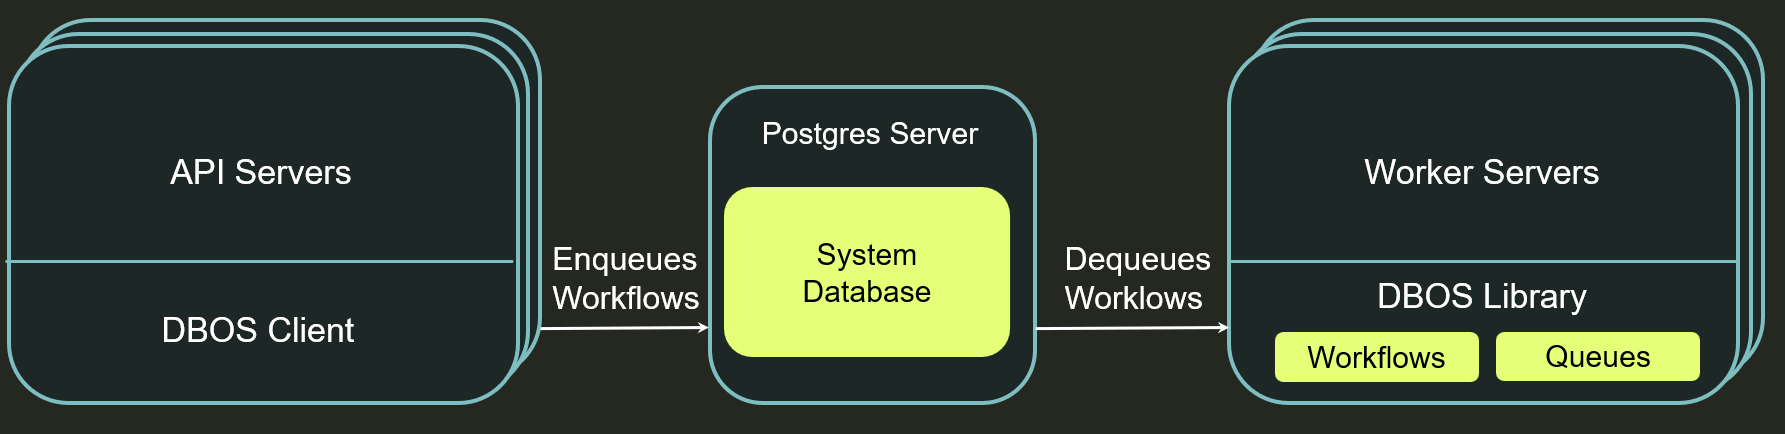 API Servers
DBOS Client
Enqueues
Workflows
Postgres Server
System
Database
Dequeues
Worklows
Worker Servers
DBOS Library
Workflows
Queues